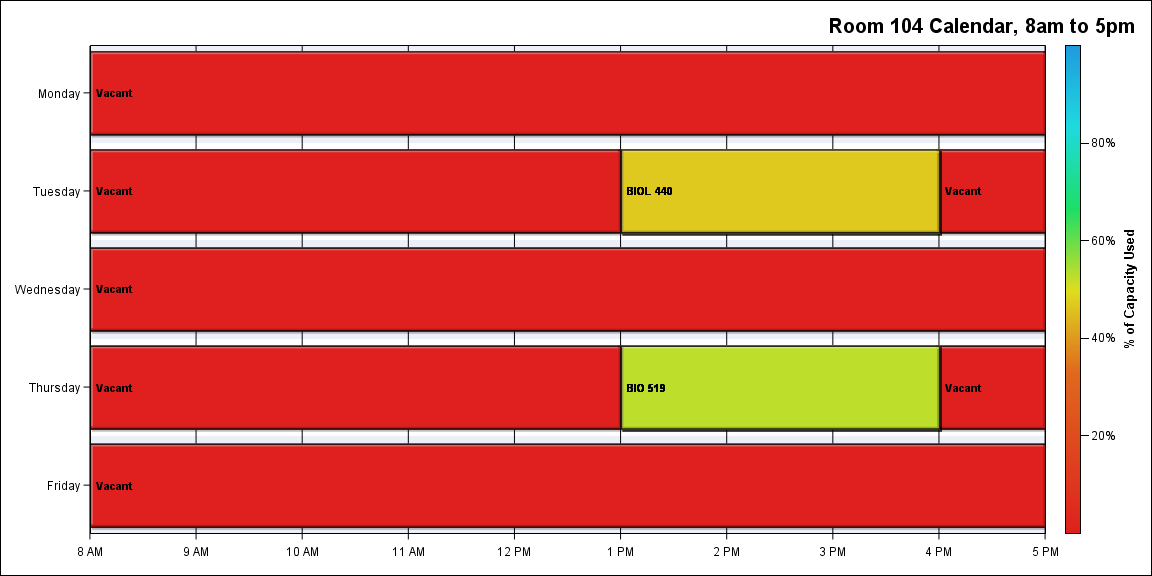 Room 104 Calendar, 8am to 5pm
Monday
Vacant
Tuesday
Vacant
BIOL 440
Vacant
Wednesday
Vacant
Thursday
Vacant
BIO 519
Vacant
Friday
Vacant
8 AM
9 AM
10 AM
11 AM
12 PM
1 PM
2 PM
3 PM
4 PM
5 PM
80%
60%
40%
20%
% of Capacity Used